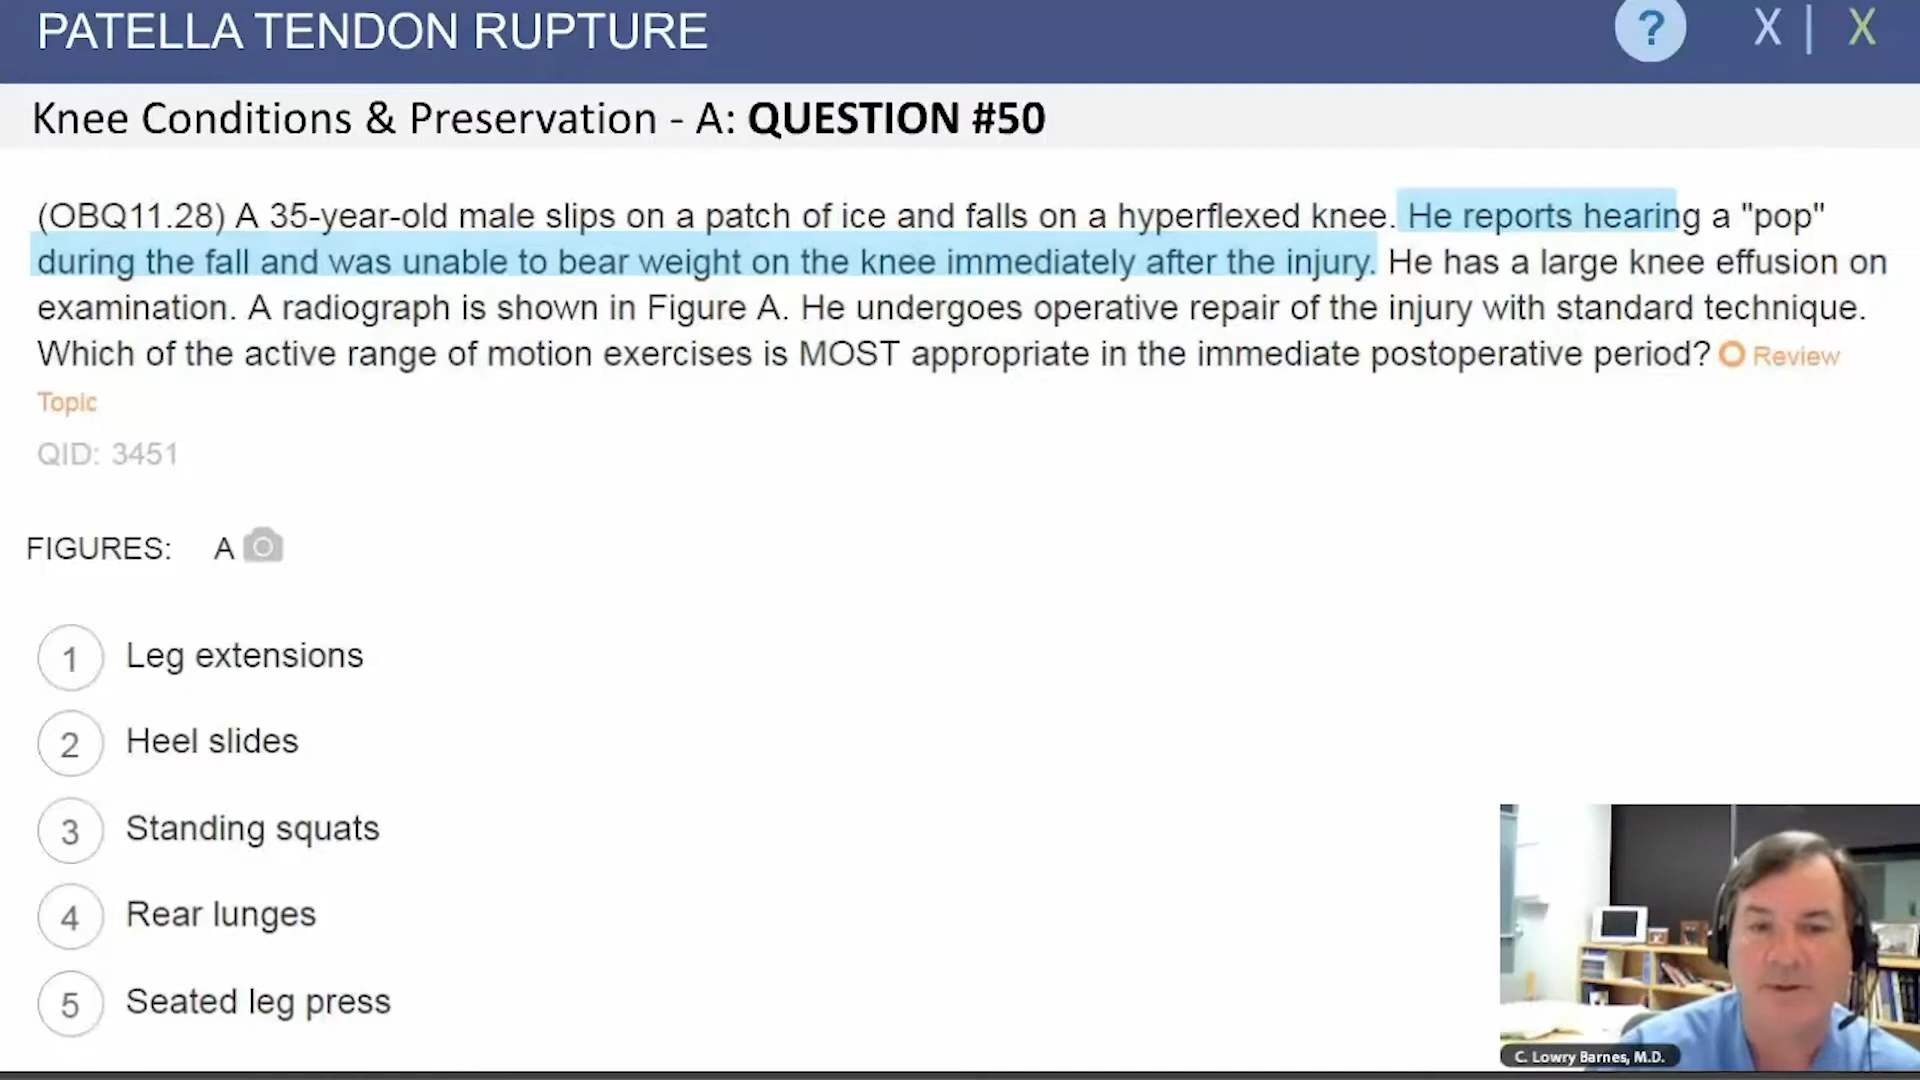 PATELLA TENDON RUPTURE
? X | X
Knee Conditions & Preservation - A: QUESTION #50
(OBQ11.28) A 35-year-old male slips on a patch of ice and falls on a hyperflexed knee. He reports hearing a "pop"
during the fall and was unable to bear weight on the knee immediately after the injury. He has a large knee effusion on
examination. A radiograph is shown in Figure A. He undergoes operative repair of the injury with standard technique.
Which of the active range of motion exercises is MOST appropriate in the immediate postoperative period? Review
Topic
QID: 3451
FIGURES: A
1 Leg extensions
2 Heel slides
3 Standing squats
4 Rear lunges
5 Seated leg press
C. Lowry Barnes, M.D.